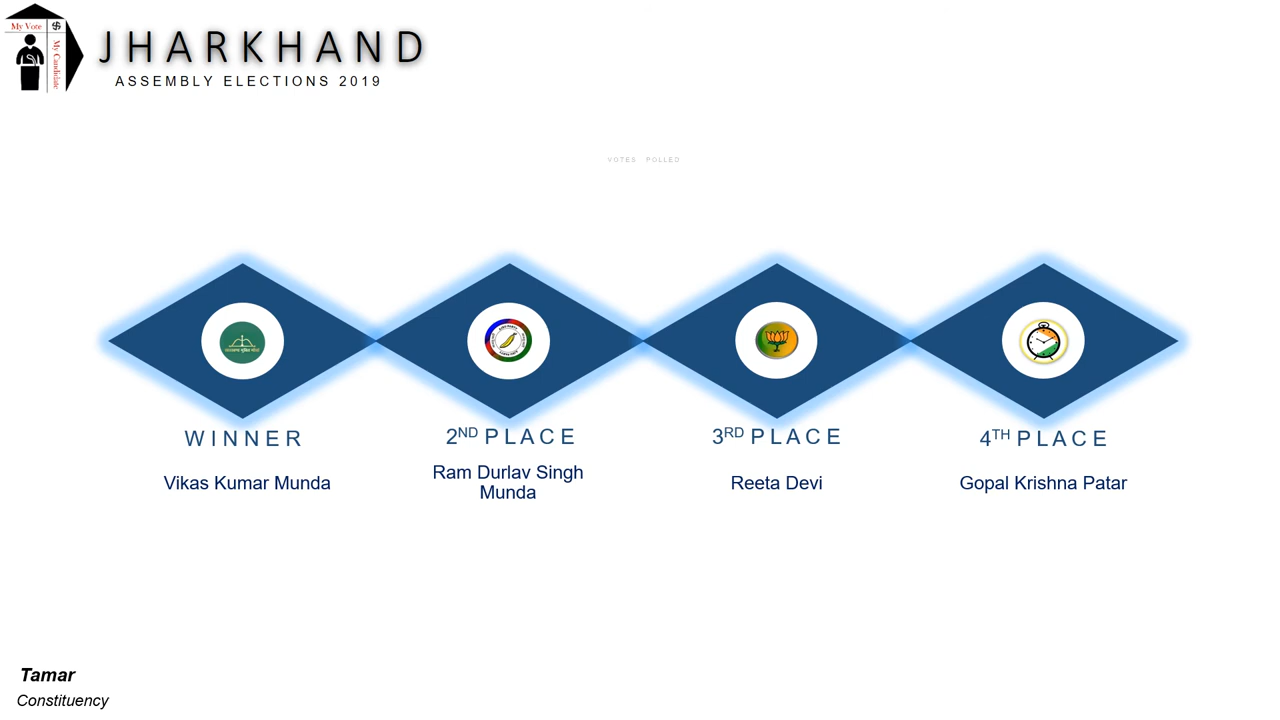 My Vote
My Candidate
JHARKHAND
ASSEMBLY ELECTIONS 2019
VOTES POLLED
WINNER
2ND PLACE
3RD PLACE
4TH PLACE
Vikas Kumar Munda
Ram Durlav Singh
Munda
Reeta Devi
Gopal Krishna Patar
Tamar
Constituency